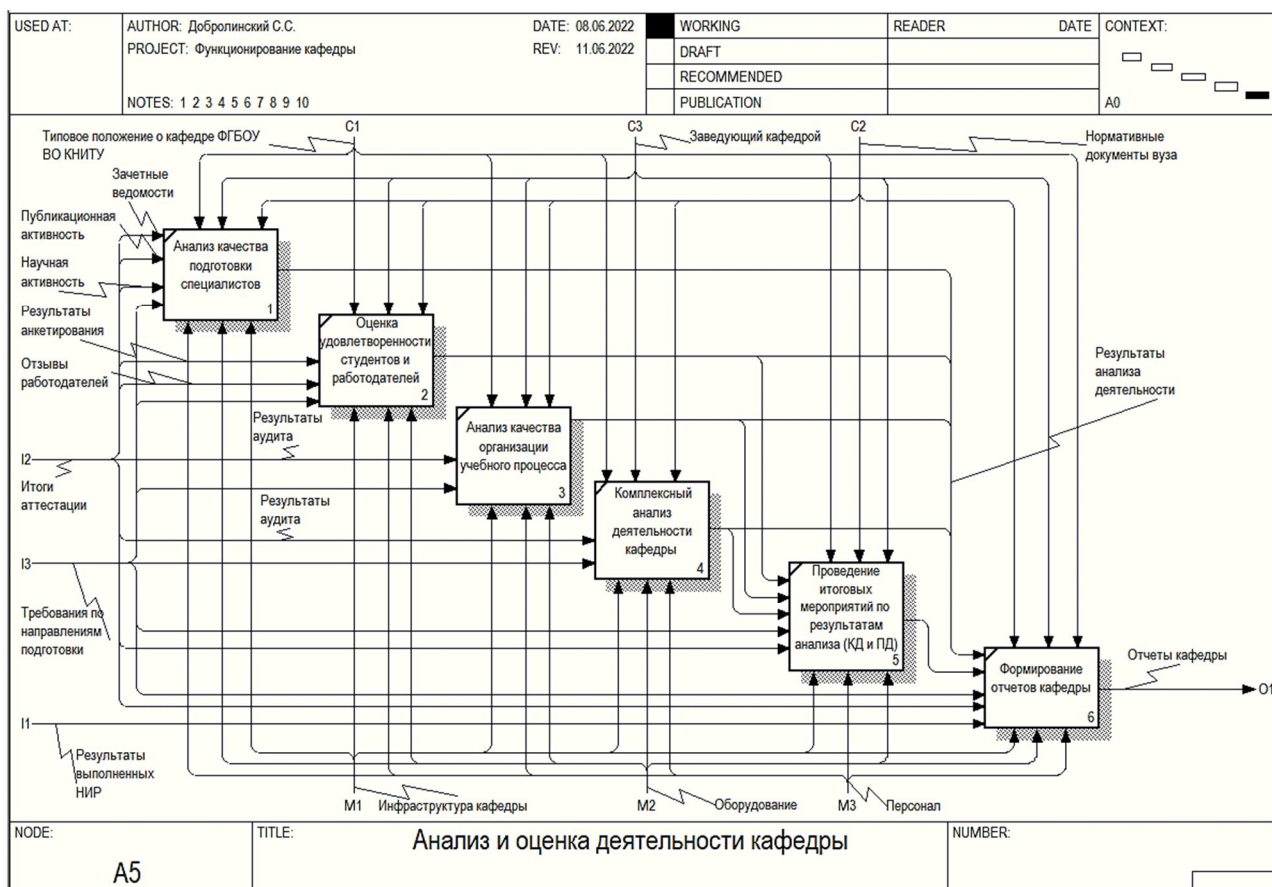 USED AT:
AUTHOR: Добролинский С.С.
DATE: 08.06.2022
PROJECT: Функционирование кафедры
REV: 11.06.2022
NOTES: 1 2 3 4 5 6 7 8 9 10
WORKING
DRAFT
RECOMMENDED
PUBLICATION
READER
DATE
CONTEXT:
A0
Типовое положение о кафедре ФГБОУ
ВО КНИТУ
C1
C3
Заведующий кафедрой
C2
Нормативные
документы вуза
Зачетные
ведомости
Публикационная
активность
Научная
активность
Результаты
анкетирования
Отзывы
работодателей
Анализ качества
подготовки
специалистов
1
Оценка
удовлетворенности
студентов и
работодателей
2
Результаты
аудита
Анализ качества
организации
учебного процесса
3
Результаты
анализа
деятельности
I2
Итоги
аттестации
Результаты
аудита
Комплексный
анализ
деятельности
кафедры
4
I3
Требования по
направлениям
подготовки
Проведение
итоговых
мероприятий по
результатам
анализа (КД и ПД)
5
Формирование
отчетов кафедры
6
Отчеты кафедры
O1
I1
Результаты
выполненных
НИР
M1
Инфраструктура кафедры
M2
Оборудование
M3
Персонал
NODE:
A5
TITLE:
Анализ и оценка деятельности кафедры
NUMBER: